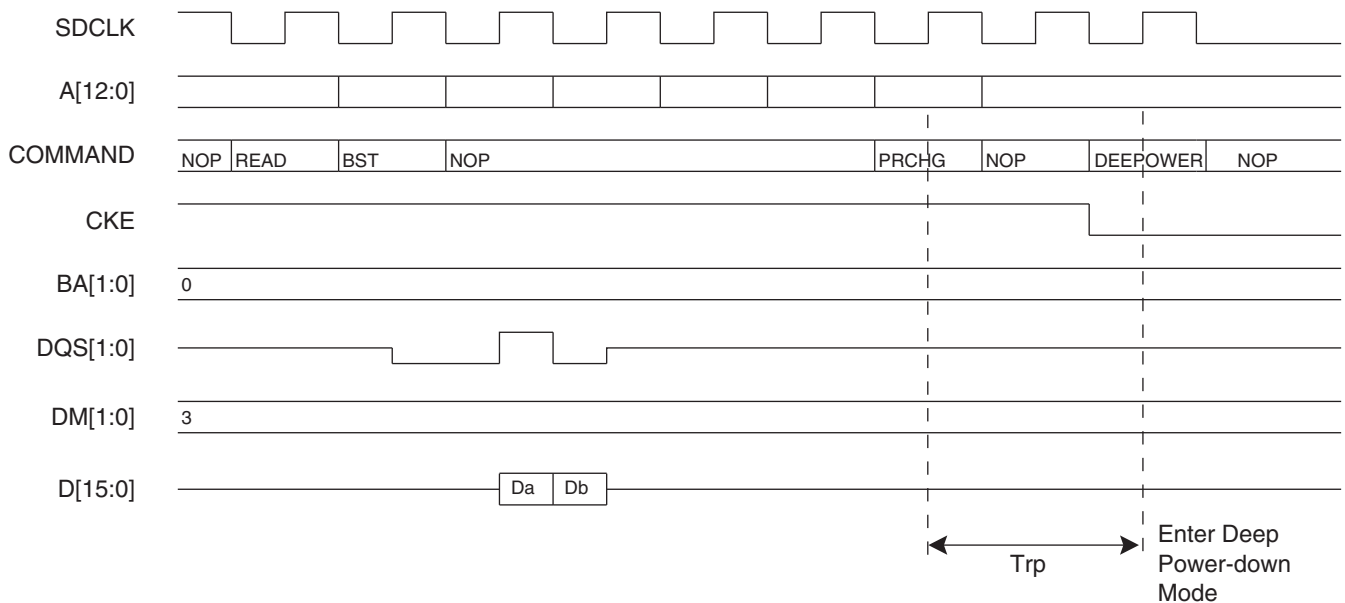 SDCLK
A[12:0]
COMMAND NOP READ BST NOP PRCHG NOP DEEPOWER NOP
CKE
BA[1:0] 0
DQS[1:0]
DM[1:0] 3
D[15:0] Da Db
Trp
Enter Deep
Power-down
Mode